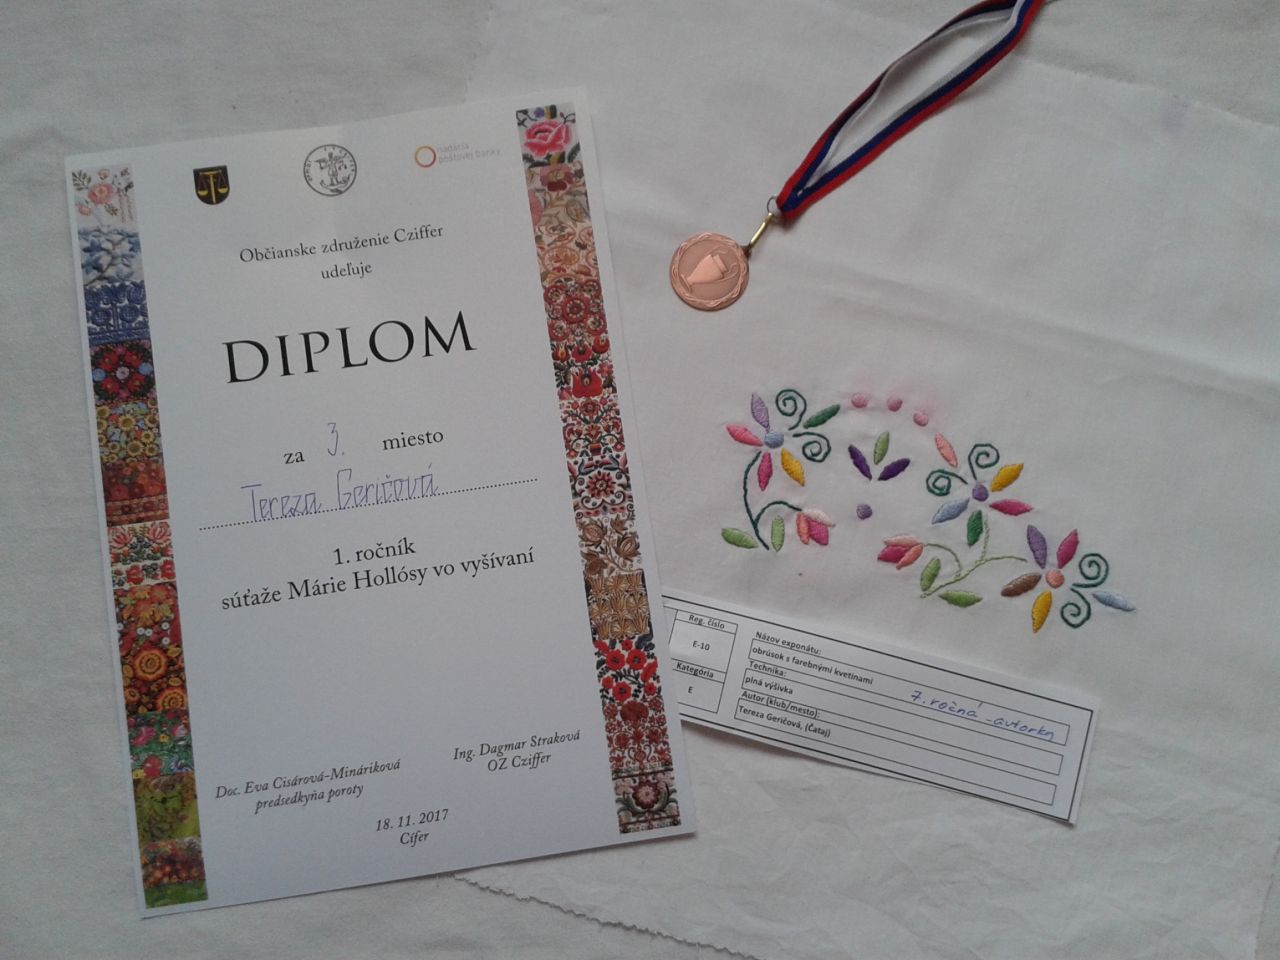 nadácia
poštovej banky
Občianske združenie Cziffer
udeľuje
DIPLOM
za 3. miesto
Tereza Geričová
1. ročník
súťaže Márie Hollósy vo vyšívaní
Doc. Eva Cisárová-Mináriková
predsedkyňa poroty
Ing. Dagmar Straková
OZ Cziffer
18. 11. 2017
Cífer
Reg. číslo
E-10
Kategória
E
Názov exponátu:
obrúsok s farebnými kvetinami
Technika:
plná výšivka
Autor (klub/mesto):
Tereza Geričová, (Čataj)
7. ročná - autorka